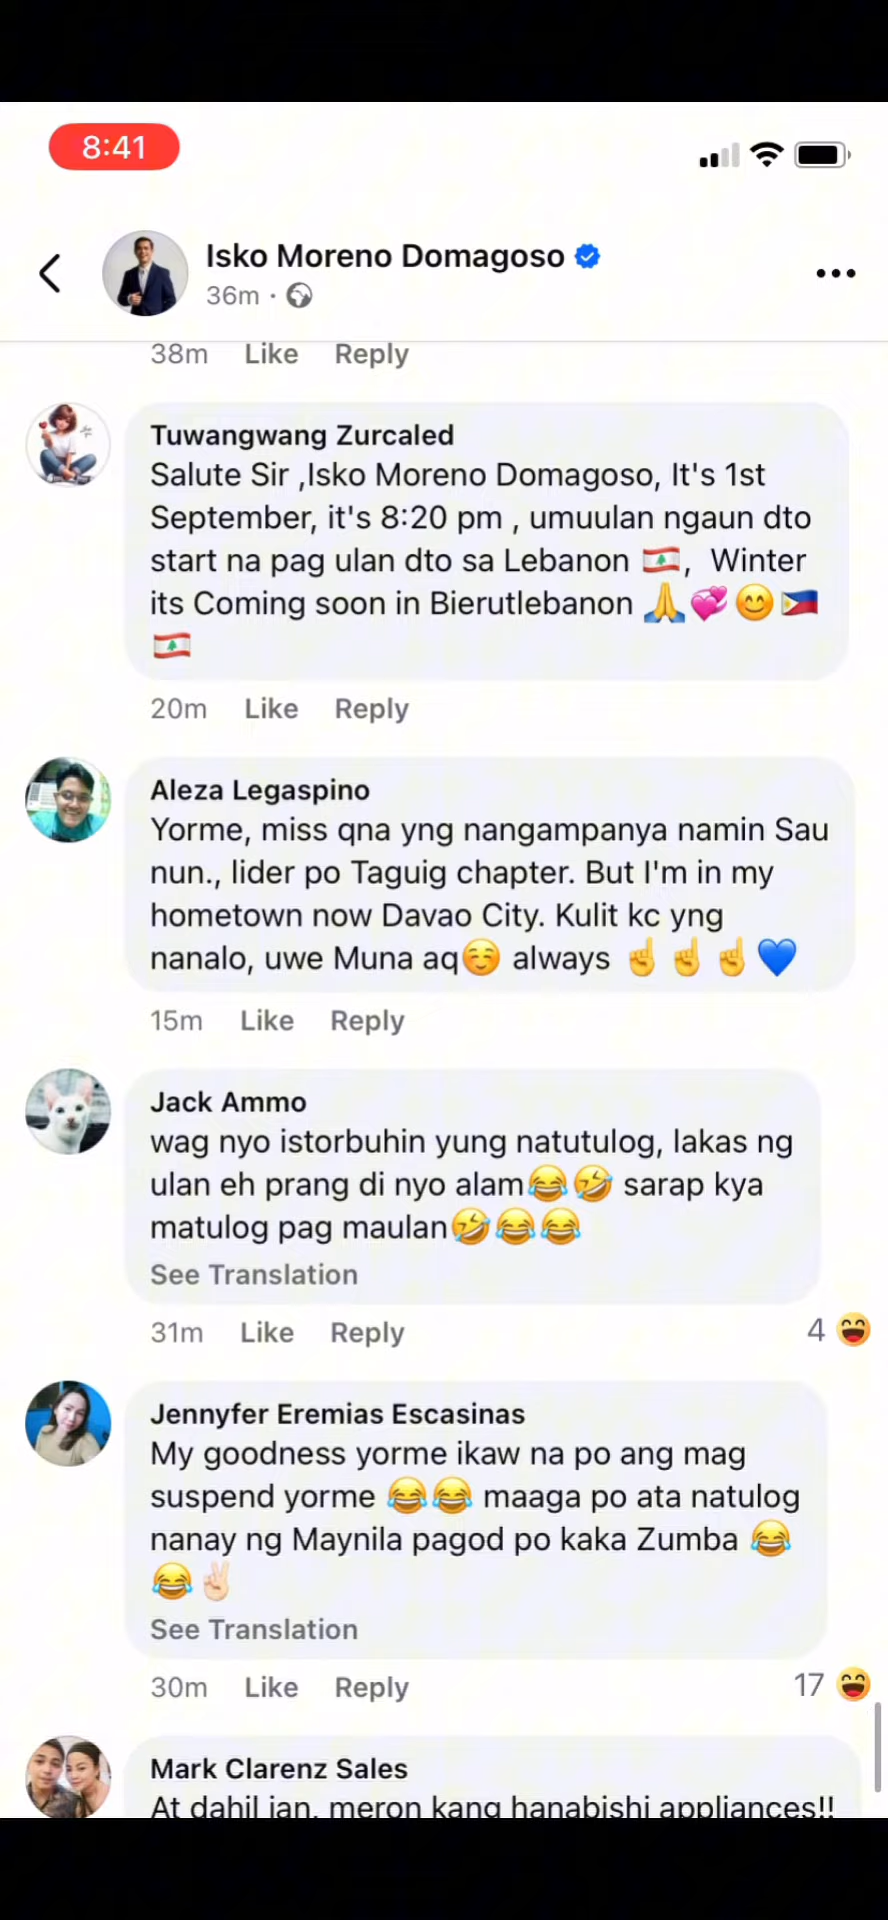 8:41
Isko Moreno Domagoso
36m ·
38m Like Reply
Tuwangwang Zurcaled
Salute Sir ,Isko Moreno Domagoso, It's 1st
September, it's 8:20 pm , umuulan ngaun dto
start na pag ulan dto sa Lebanon 🇱🇧, Winter
its Coming soon in Bierutlebanon 🙏💞😊🇵🇭
🇱🇧
20m Like Reply
Aleza Legaspino
Yorme, miss qna yng nangampanya namin Sau
nun., lider po Taguig chapter. But I'm in my
hometown now Davao City. Kulit kc yng
nanalo, uwe Muna aq☺️ always ☝️☝️☝️💙
15m Like Reply
Jack Ammo
wag nyo istorbuhin yung natutulog, lakas ng
ulan eh prang di nyo alam😂🤣 sarap kya
matulog pag maulan🤣😂😂
See Translation
31m Like Reply 4 😄
Jennyfer Eremias Escasinas
My goodness yorme ikaw na po ang mag
suspend yorme 😂😂 maaga po ata natulog
nanay ng Maynila pagod po kaka Zumba 😂
😂✌🏻
See Translation
30m Like Reply 17 😄
Mark Clarenz Sales
At dahil jan, meron kang hanabishi appliances!!